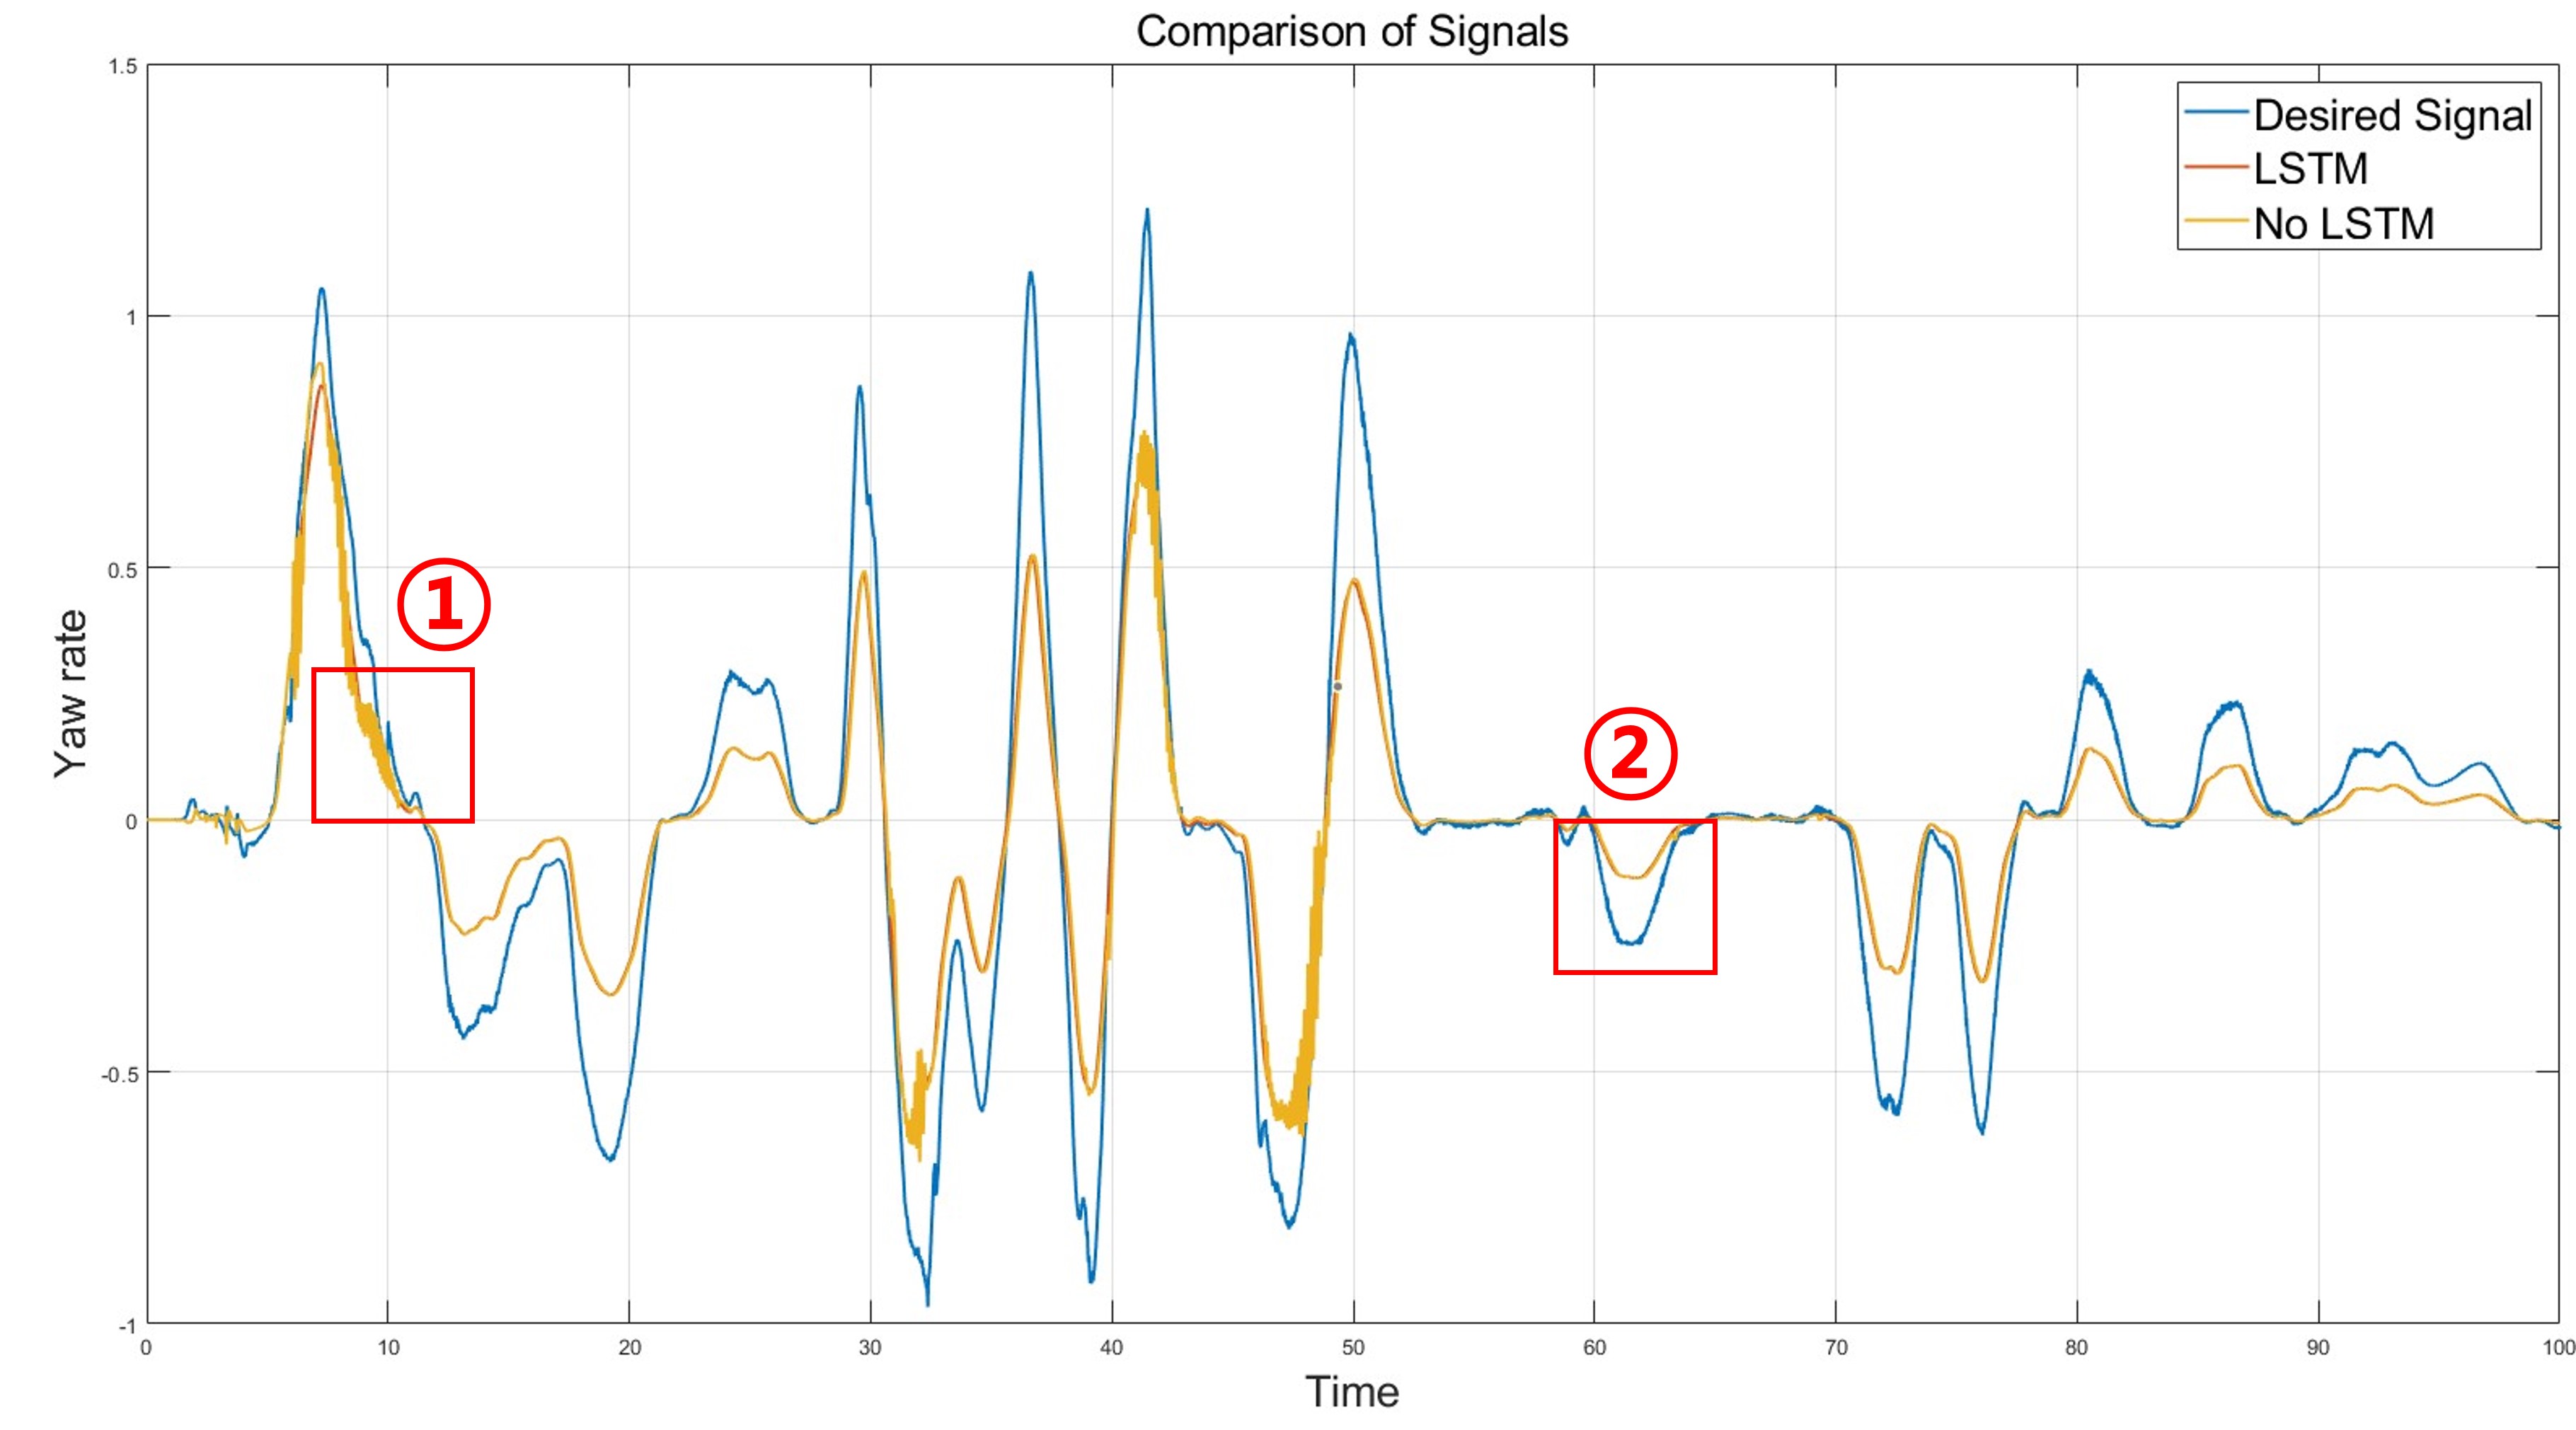 Comparison of Signals
1.5
1
0.5
0
-0.5
-1
Yaw rate
Desired Signal
LSTM
No LSTM
①
②
0 10 20 30 40 50 60 70 80 90 100
Time